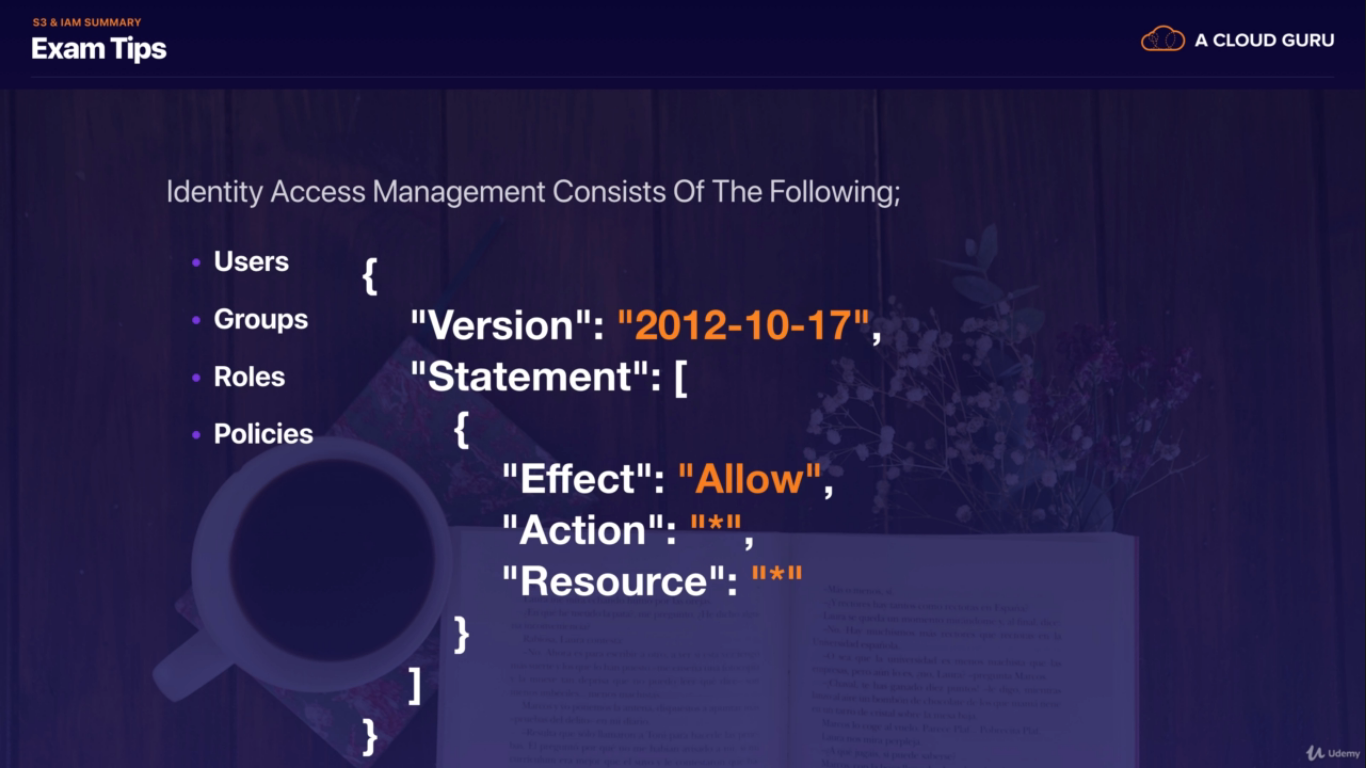 S3 & IAM SUMMARY
Exam Tips
A CLOUD GURU
Identity Access Management Consists Of The Following;
• Users
• Groups
• Roles
• Policies
{
"Version": "2012-10-17",
"Statement": [
{
"Effect": "Allow",
"Action": "*",
"Resource": "*"
}
]
}
Udemy